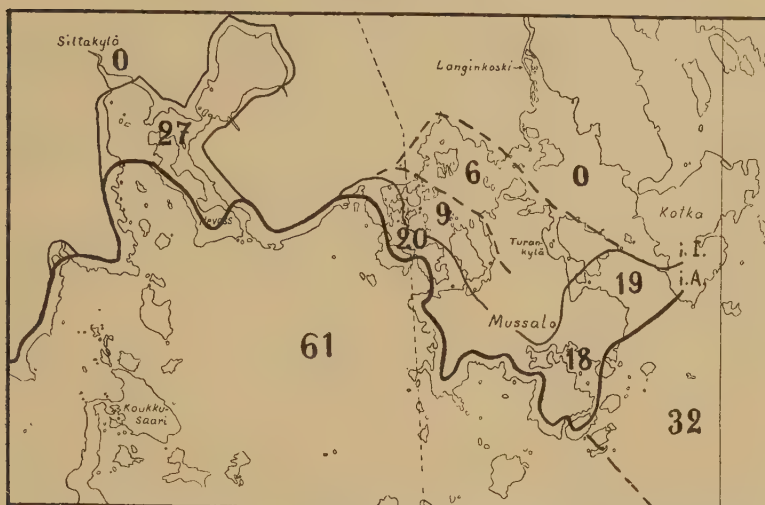 Siltakylä
0
Langinkoski
27
6
0
Kotka
9
20
Turan-
kylä
i. I.
i. A.
19
61
Mussalo
18
Koukku-
saari
32